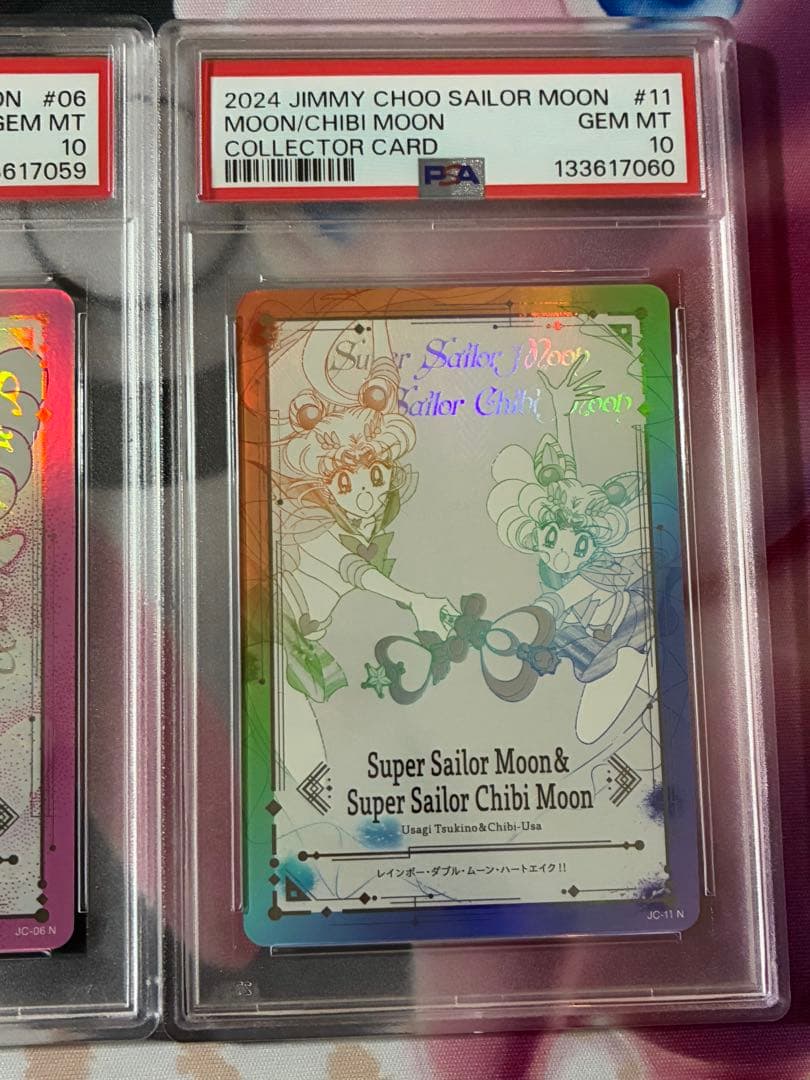 ON #06
GEM MT
10
3617059
JC-06 N
2024 JIMMY CHOO SAILOR MOON #11
MOON/CHIBI MOON GEM MT
COLLECTOR CARD 10
PSA 133617060
Super Sailor Moon
Sailor Chibi Moon
Super Sailor Moon&
Super Sailor Chibi Moon
Usagi Tsukino&Chibi-Usa
レインボー・ダブル・ムーン・ハートエイク!!
JC-11 N